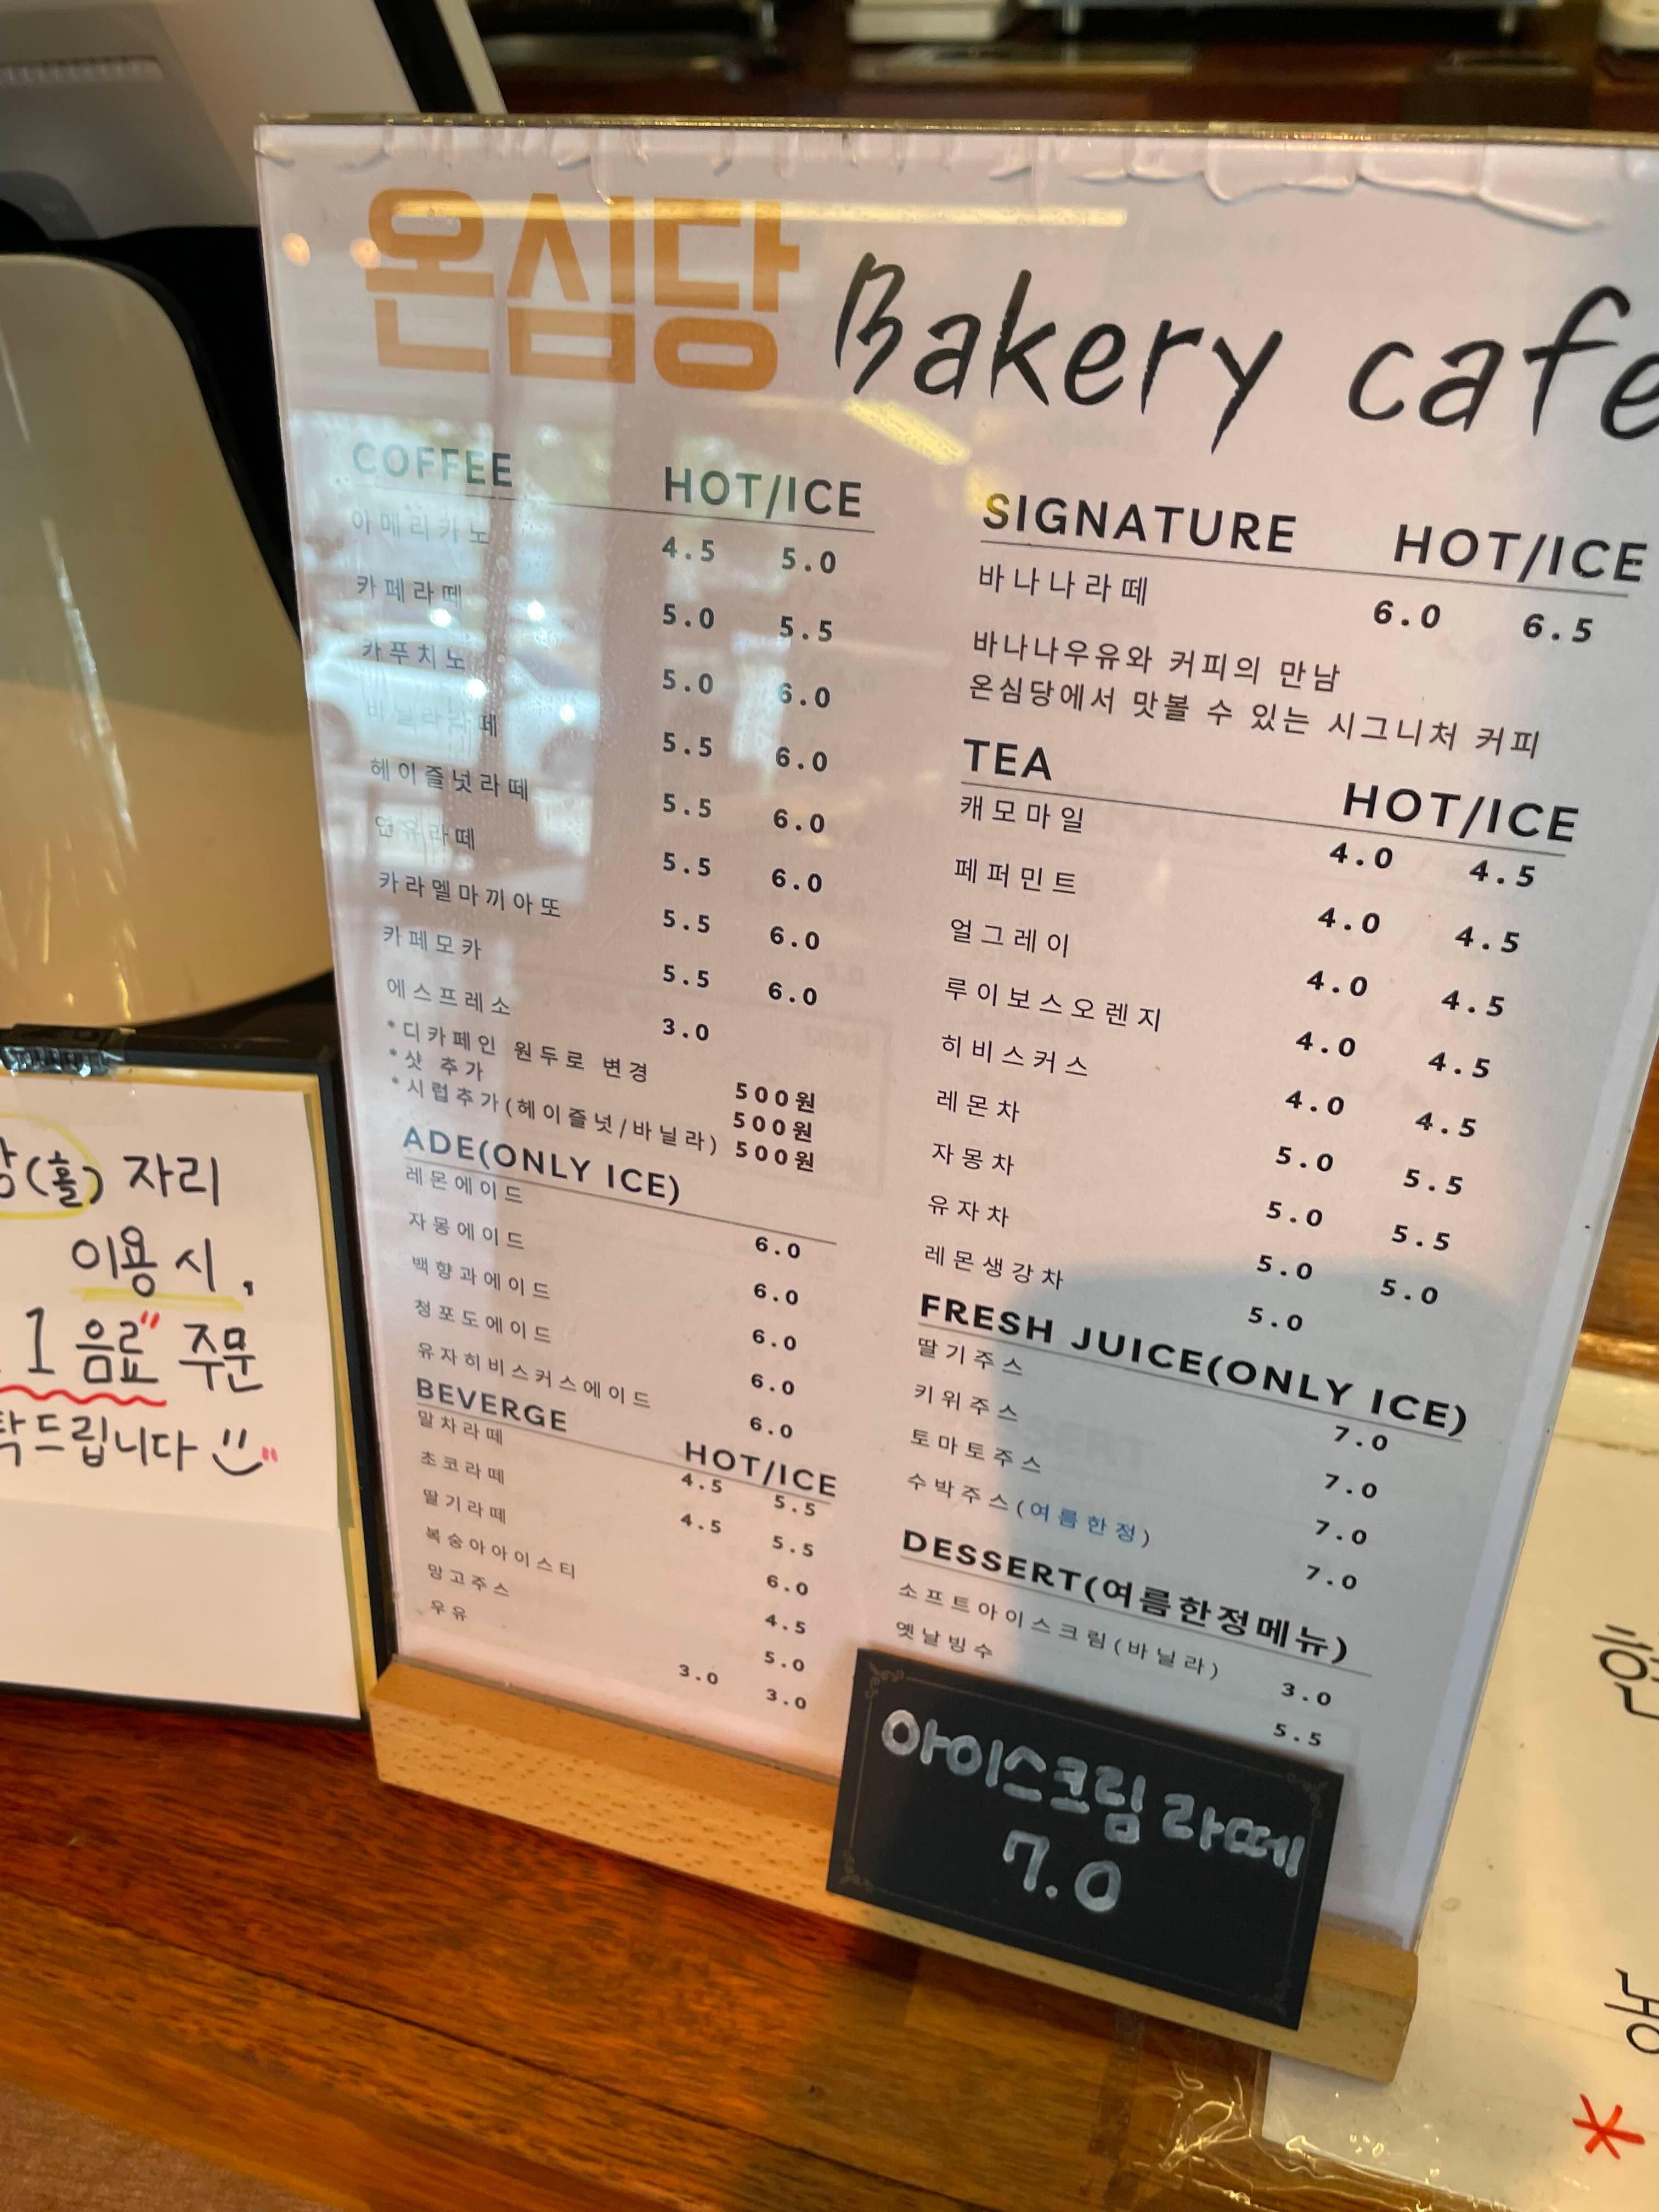 온심당 Bakery cafe
COFFEE HOT/ICE
아메리카노 4.5 5.0
카페라떼 5.0 5.5
카푸치노 5.0 6.0
바닐라라떼 5.5 6.0
헤이즐넛라떼 5.5 6.0
연유라떼 5.5 6.0
카라멜마끼아또 5.5 6.0
카페모카 5.5 6.0
에스프레소 3.0
*디카페인 원두로 변경 500원
*샷 추가 500원
*시럽추가(헤이즐넛/바닐라) 500원
ADE(ONLY ICE)
레몬에이드 6.0
자몽에이드 6.0
백향과에이드 6.0
청포도에이드 6.0
유자히비스커스에이드 6.0
BEVERGE HOT/ICE
말차라떼 4.5 5.5
초코라떼 4.5 5.5
딸기라떼 6.0
복숭아아이스티 4.5
망고주스 5.0
우유 3.0 3.0
SIGNATURE HOT/ICE
바나나라떼 6.0 6.5
바나나우유와 커피의 만남
온심당에서 맛볼 수 있는 시그니처 커피
TEA HOT/ICE
캐모마일 4.0 4.5
페퍼민트 4.0 4.5
얼그레이 4.0 4.5
루이보스오렌지 4.0 4.5
히비스커스 4.0 4.5
레몬차 5.0 5.5
자몽차 5.0 5.5
유자차 5.0 5.0
레몬생강차 5.0
FRESH JUICE(ONLY ICE)
딸기주스 7.0
키위주스 7.0
토마토주스 7.0
수박주스(여름한정) 7.0
DESSERT(여름한정메뉴)
소프트아이스크림(바닐라) 3.0
옛날빙수 5.5
아이스크림 라떼
7.0
(홀) 자리
이용시,
1 음료" 주문
드립니다
*